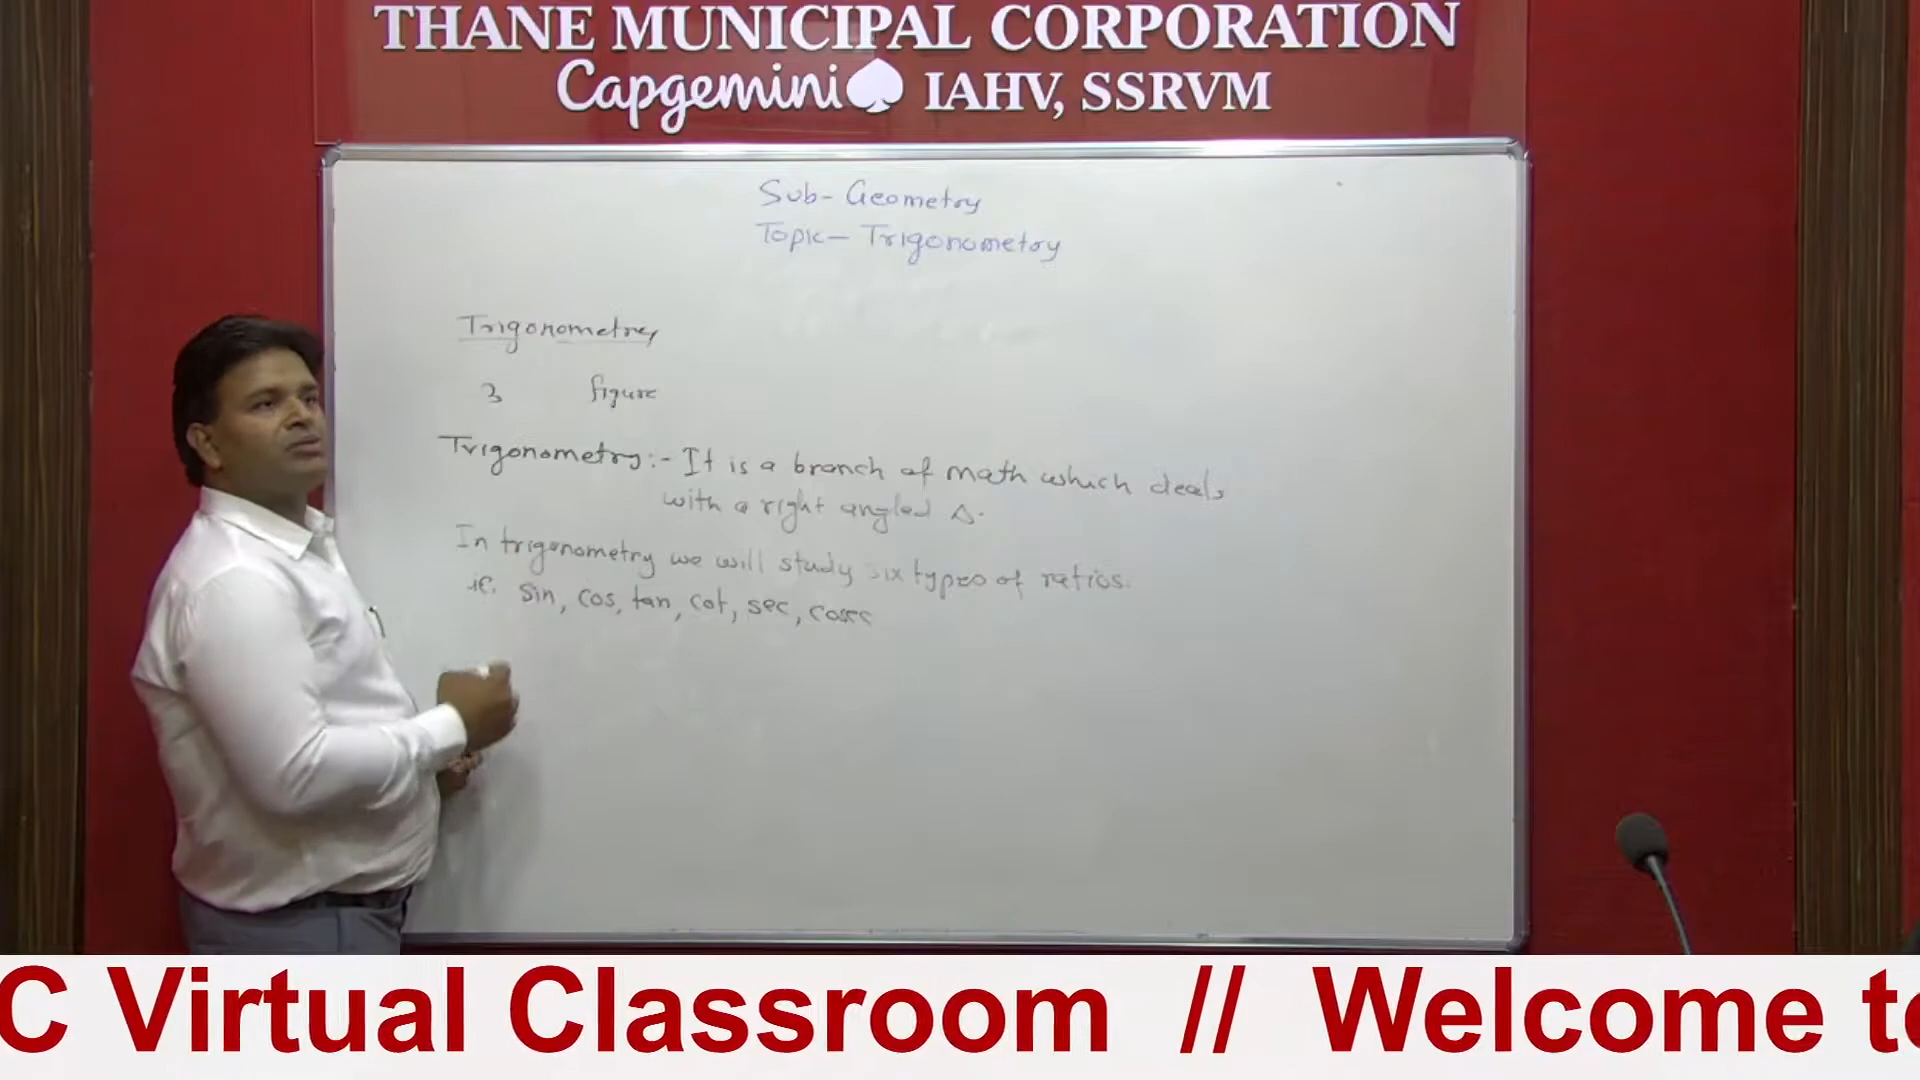 THANE MUNICIPAL CORPORATION
Capgemini IAHV, SSRVM
Sub- Geometry
Topic- Trigonometry
Trigonometry
3 figure
Trigonometry:- It is a branch of math which deals
with a right angled Δ.
In trigonometry we will study six types of ratios.
ie. sin, cos, tan, cot, sec, cosec
C Virtual Classroom // Welcome to